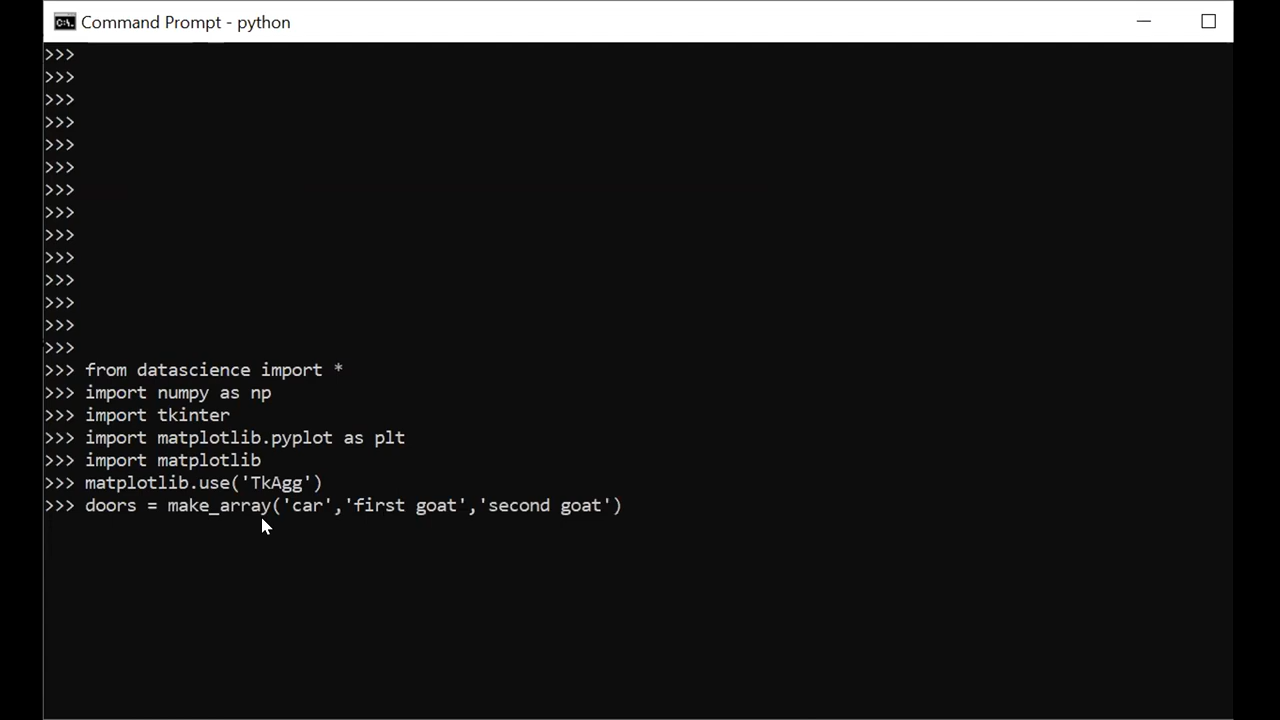 Command Prompt - python
>>>
>>>
>>>
>>>
>>>
>>>
>>>
>>>
>>>
>>>
>>>
>>>
>>>
>>>
>>> from datascience import *
>>> import numpy as np
>>> import tkinter
>>> import matplotlib.pyplot as plt
>>> import matplotlib
>>> matplotlib.use('TkAgg')
>>> doors = make_array('car','first goat','second goat')